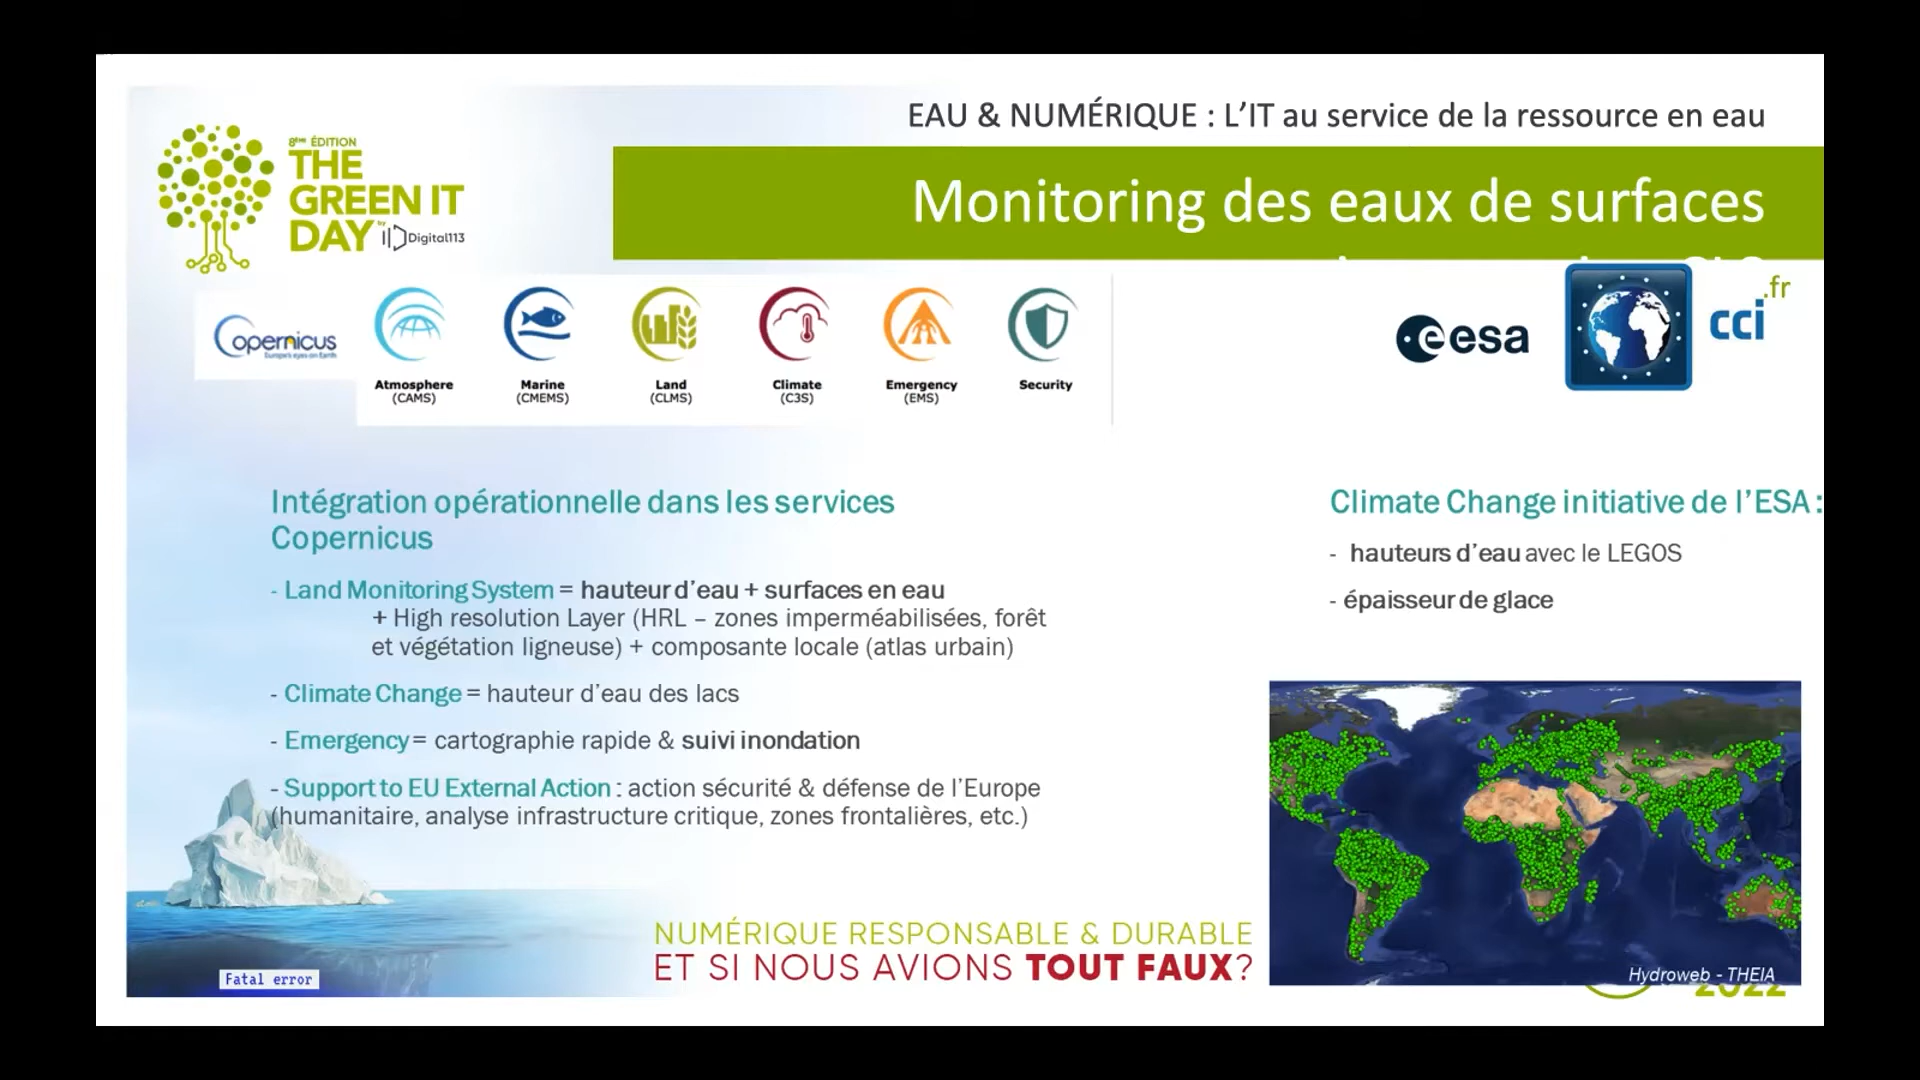 EAU & NUMÉRIQUE : L’IT au service de la ressource en eau
Monitoring des eaux de surfaces
8ème ÉDITION
THE
GREEN IT
DAY by Digital113
Copernicus
Europe's eyes on Earth
Atmosphere
(CAMS)
Marine
(CMEMS)
Land
(CLMS)
Climate
(C3S)
Emergency
(EMS)
Security
esa
cci
.fr
Intégration opérationnelle dans les services
Copernicus
- Land Monitoring System = hauteur d’eau + surfaces en eau
+ High resolution Layer (HRL – zones imperméabilisées, forêt
et végétation ligneuse) + composante locale (atlas urbain)
- Climate Change = hauteur d’eau des lacs
- Emergency = cartographie rapide & suivi inondation
- Support to EU External Action : action sécurité & défense de l’Europe
(humanitaire, analyse infrastructure critique, zones frontalières, etc.)
Climate Change initiative de l’ESA :
- hauteurs d’eau avec le LEGOS
- épaisseur de glace
Hydroweb - THEIA
2022
NUMÉRIQUE RESPONSABLE & DURABLE
ET SI NOUS AVIONS TOUT FAUX?
Fatal error